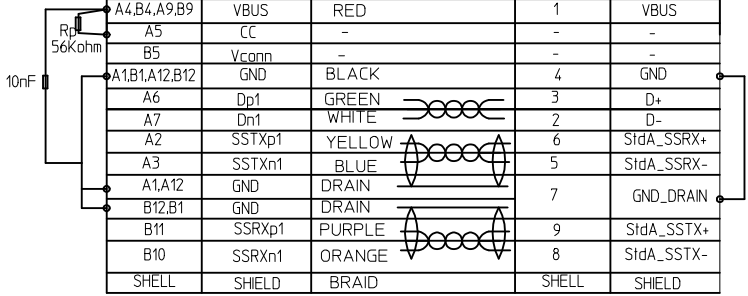 A4,B4,A9,B9 VBUS RED 1 VBUS
Rp
56Kohm
A5 CC - - -
B5 Vconn - - -
10nF
A1,B1,A12,B12 GND BLACK 4 GND
A6 Dp1 GREEN 3 D+
A7 Dn1 WHITE 2 D-
A2 SSTXp1 YELLOW 6 StdA_SSRX+
A3 SSTXn1 BLUE 5 StdA_SSRX-
A1,A12 GND DRAIN
7 GND_DRAIN
B12,B1 GND DRAIN
B11 SSRXp1 PURPLE 9 StdA_SSTX+
B10 SSRXn1 ORANGE 8 StdA_SSTX-
SHELL SHIELD BRAID SHELL SHIELD